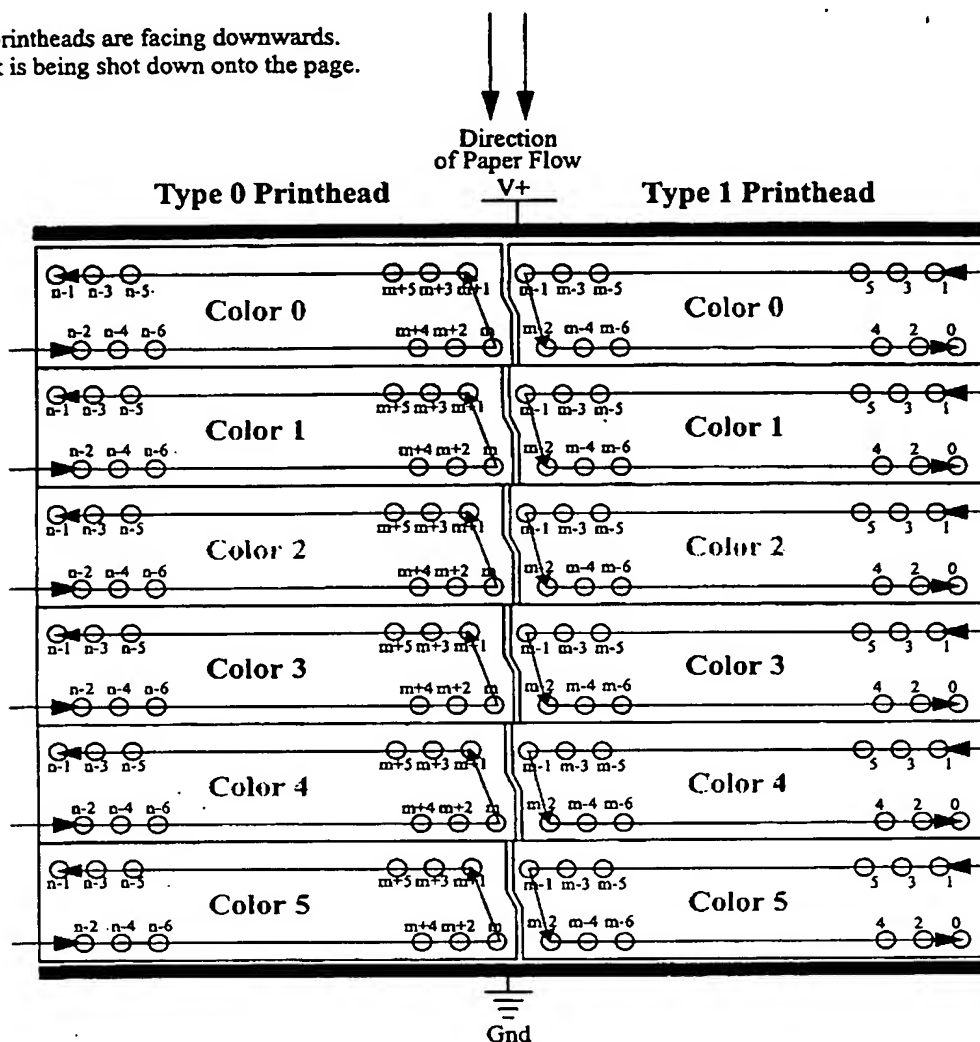 rintheads are facing downwards.
is being shot down onto the page.
Direction
of Paper Flow
Type 0 Printhead V+ Type 1 Printhead
n-1 n-3 n-5 m+5 m+3 m+1 m-1 m-3 m-5 5 3 1
Color 0 Color 0
n-2 n-4 n-6 m+4 m+2 m m-2 m-4 m-6 4 2 0
n-1 n-3 n-5 m+5 m+3 m+1 m-1 m-3 m-5 5 3 1
Color 1 Color 1
n-2 n-4 n-6 m+4 m+2 m m-2 m-4 m-6 4 2 0
n-1 n-3 n-5 m+5 m+3 m+1 m-1 m-3 m-5 5 3 1
Color 2 Color 2
n-2 n-4 n-6 m+4 m+2 m m-2 m-4 m-6 4 2 0
n-1 n-3 n-5 m+5 m+3 m+1 m-1 m-3 m-5 5 3 1
Color 3 Color 3
n-2 n-4 n-6 m+4 m+2 m m-2 m-4 m-6 4 2 0
n-1 n-3 n-5 m+5 m+3 m+1 m-1 m-3 m-5 5 3 1
Color 4 Color 4
n-2 n-4 n-6 m+4 m+2 m m-2 m-4 m-6 4 2 0
n-1 n-3 n-5 m+5 m+3 m+1 m-1 m-3 m-5 5 3 1
Color 5 Color 5
n-2 n-4 n-6 m+4 m+2 m m-2 m-4 m-6 4 2 0
Gnd